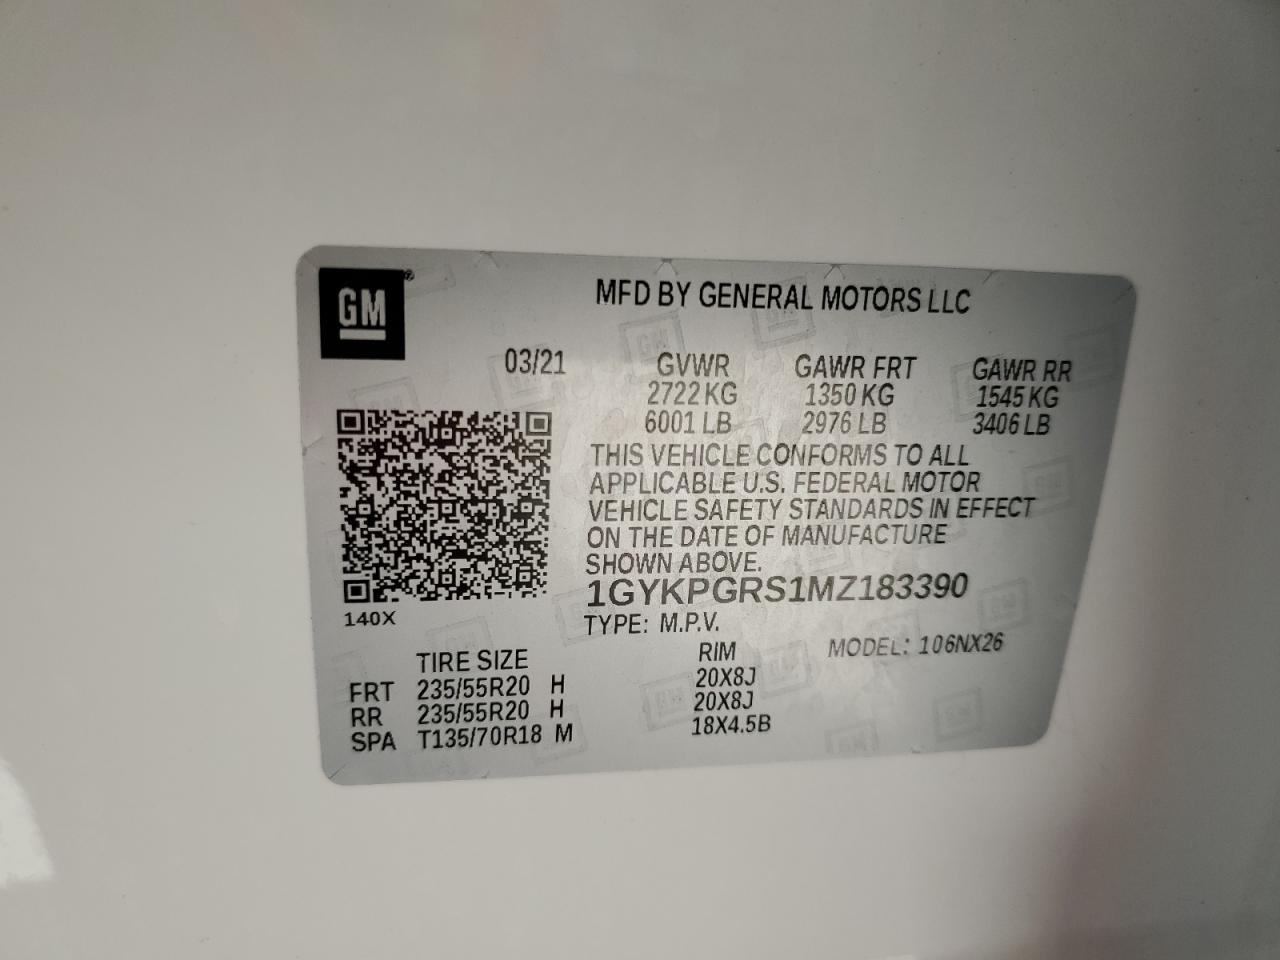 GM®
MFD BY GENERAL MOTORS LLC
03/21 GVWR GAWR FRT GAWR RR
2722 KG 1350 KG 1545 KG
6001 LB 2976 LB 3406 LB
THIS VEHICLE CONFORMS TO ALL
APPLICABLE U.S. FEDERAL MOTOR
VEHICLE SAFETY STANDARDS IN EFFECT
ON THE DATE OF MANUFACTURE
SHOWN ABOVE.
1GYKPGRS1MZ183390
140X
TYPE: M.P.V.
MODEL: 106NX26
TIRE SIZE RIM
FRT 235/55R20 H 20X8J
RR 235/55R20 H 20X8J
SPA T135/70R18 M 18X4.5B